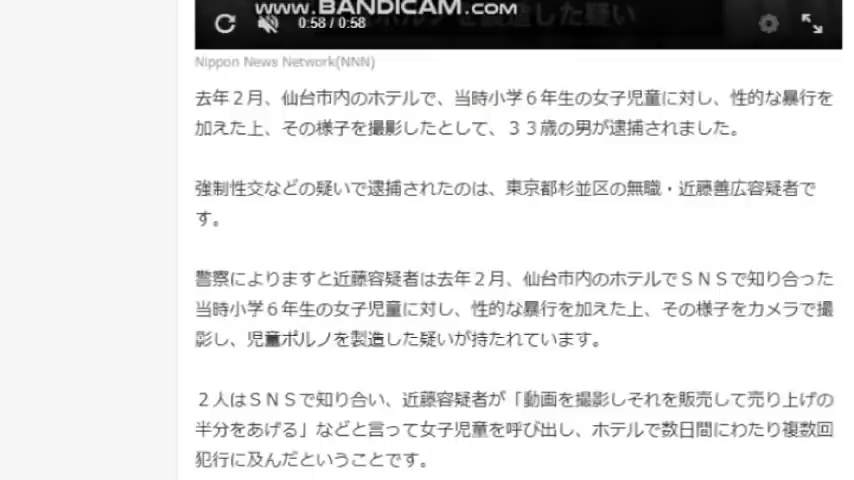 www.BANDICAM.com
0:58 / 0:58
Nippon News Network(NNN)
去年２月、仙台市内のホテルで、当時小学６年生の女子児童に対し、性的な暴行を
加えた上、その様子を撮影したとして、３３歳の男が逮捕されました。
強制性交などの疑いで逮捕されたのは、東京都杉並区の無職・近藤善広容疑者で
す。
警察によりますと近藤容疑者は去年２月、仙台市内のホテルでＳＮＳで知り合った
当時小学６年生の女子児童に対し、性的な暴行を加えた上、その様子をカメラで撮
影し、児童ポルノを製造した疑いが持たれています。
２人はＳＮＳで知り合い、近藤容疑者が「動画を撮影しそれを販売して売り上げの
半分をあげる」などと言って女子児童を呼び出し、ホテルで数日間にわたり複数回
犯行に及んだということです。